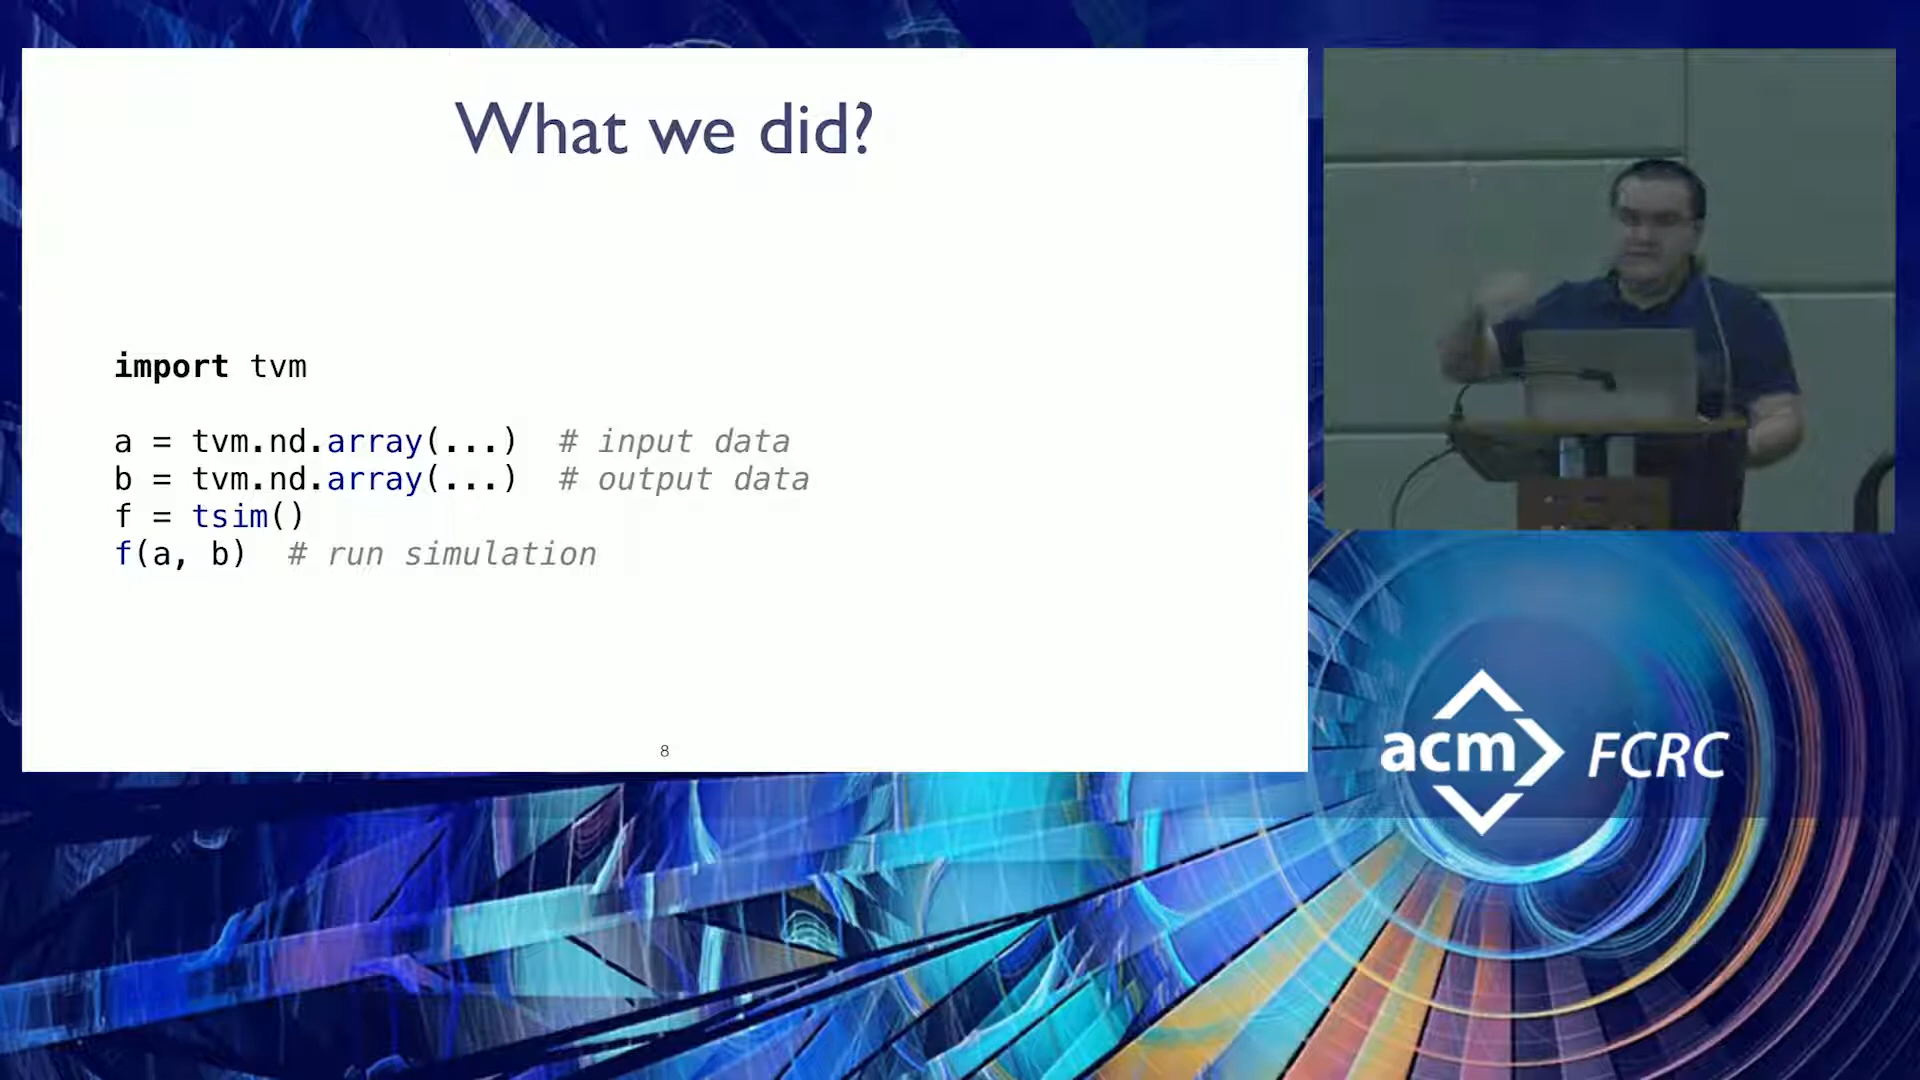 What we did?
import tvm
a = tvm.nd.array(...)  # input data
b = tvm.nd.array(...)  # output data
f = tsim()
f(a, b)  # run simulation
8
acm FCRC